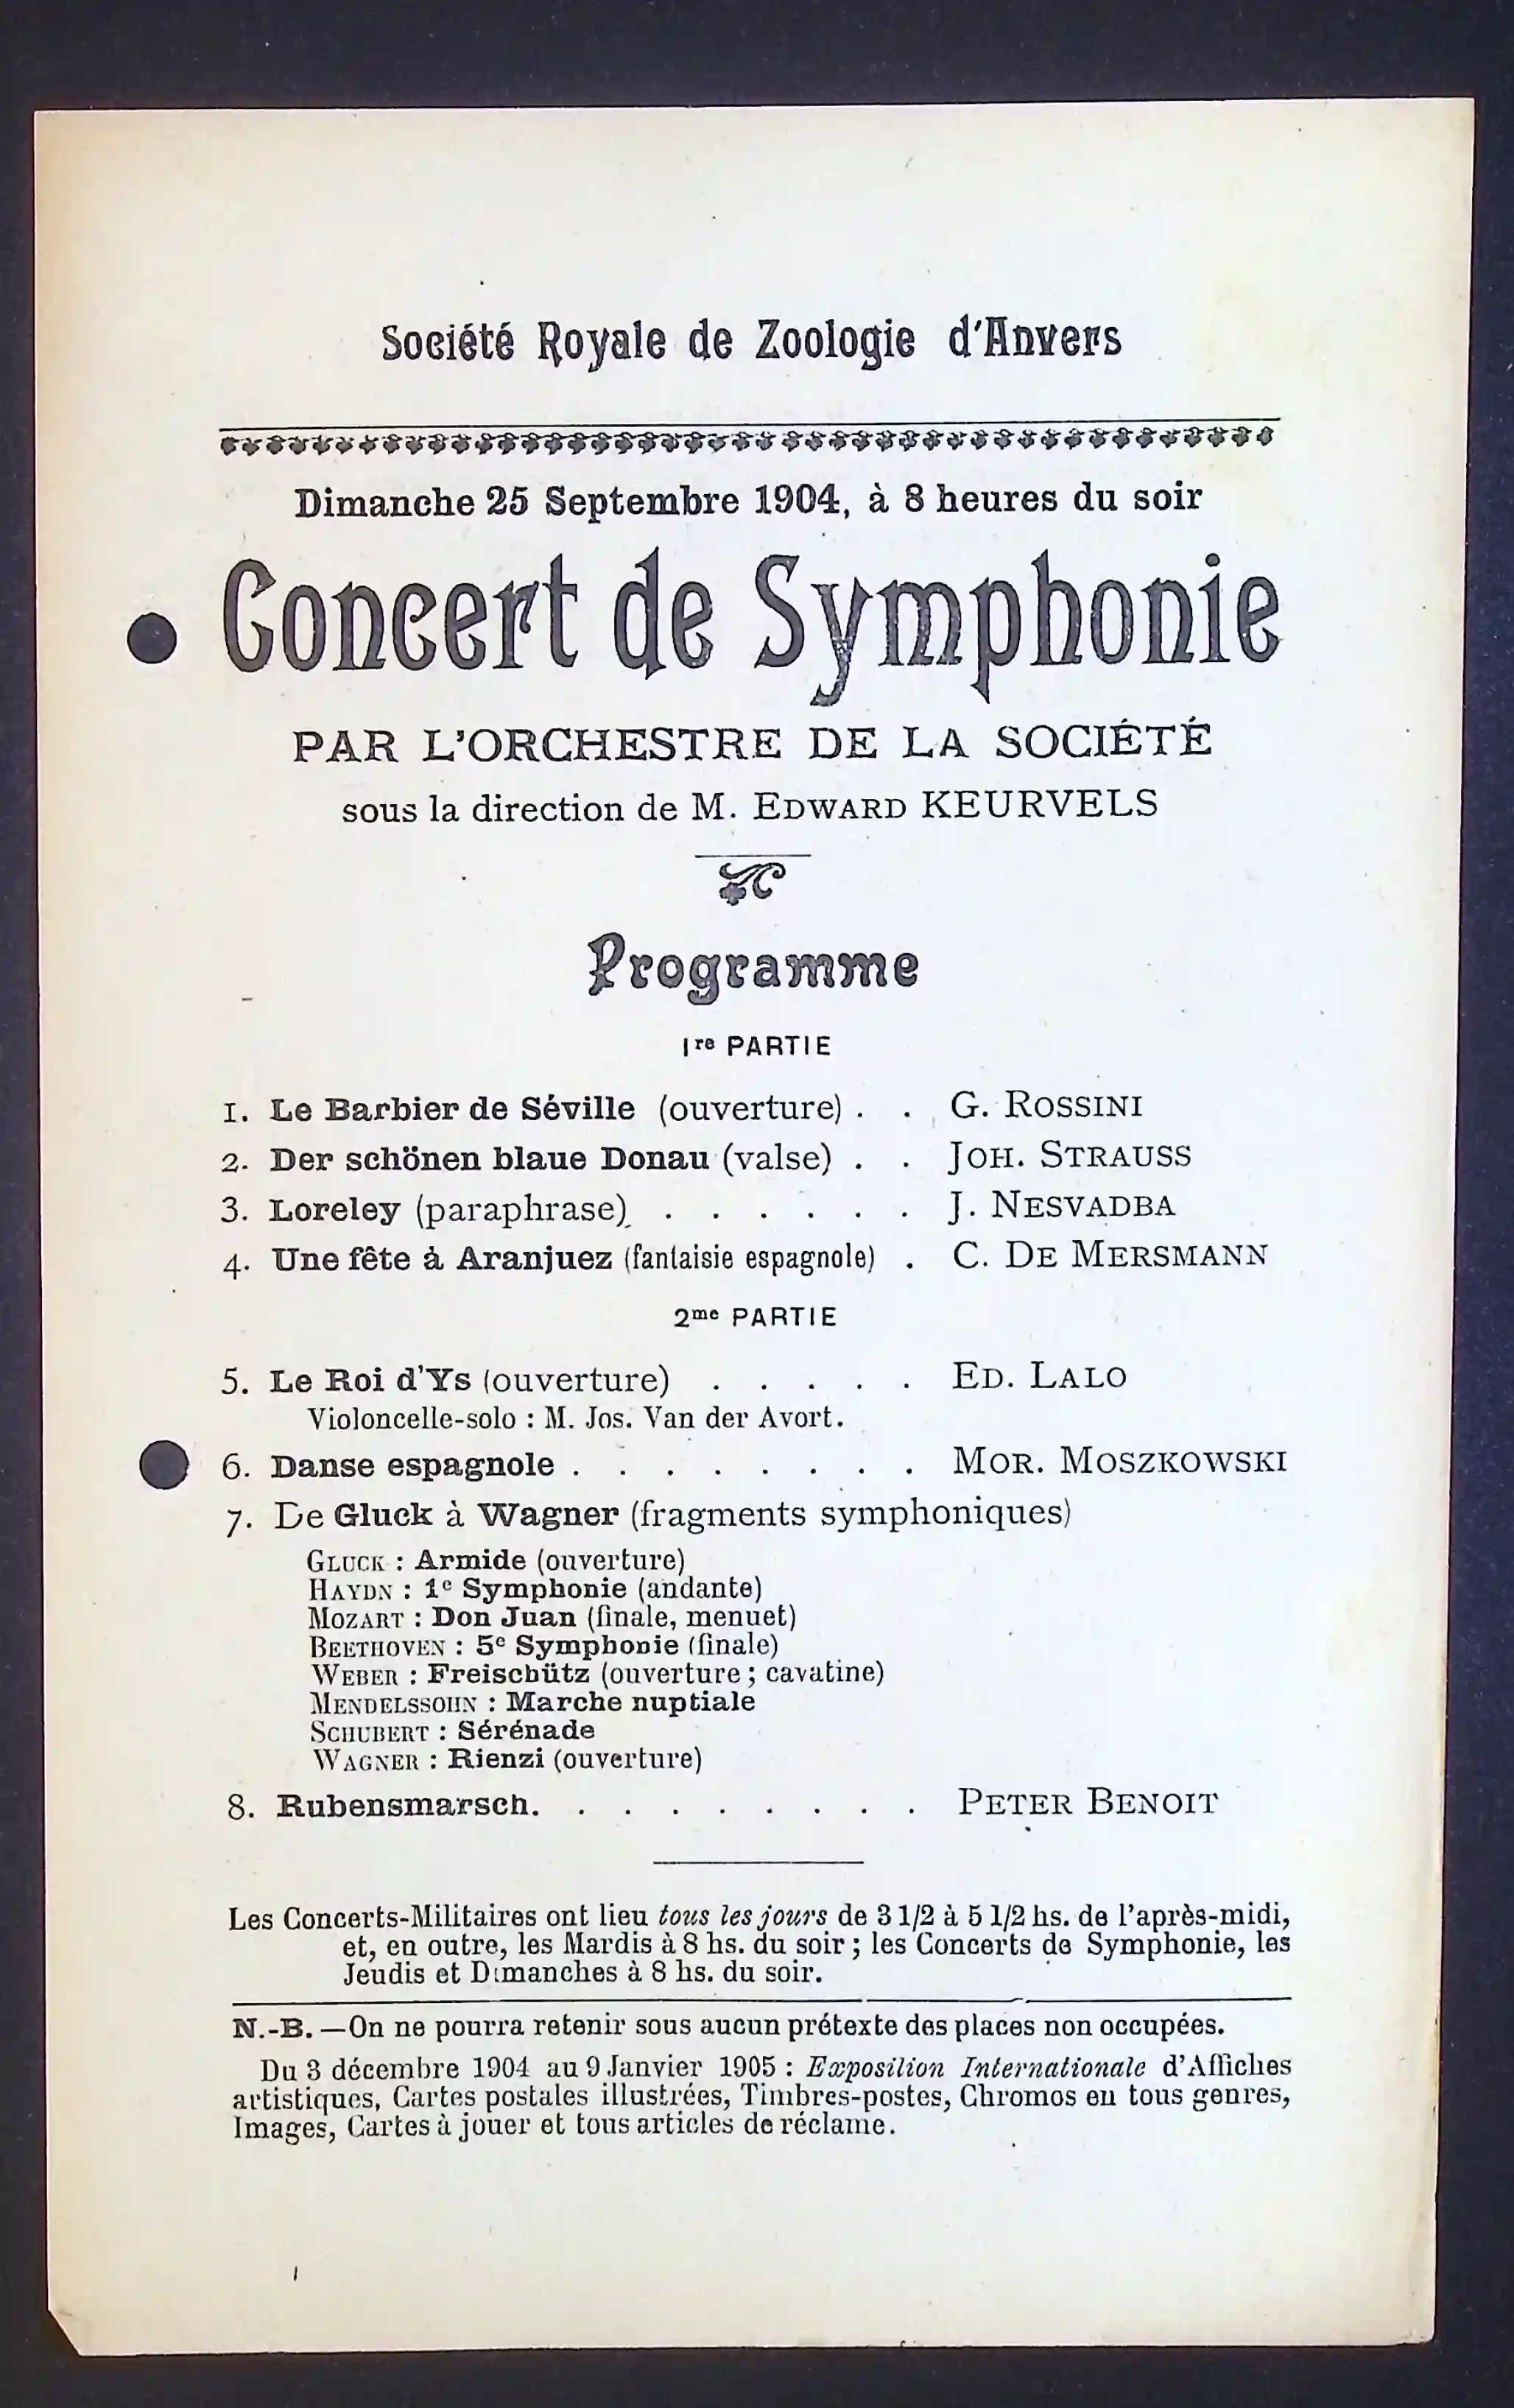 Société Royale de Zoologie d'Anvers
Dimanche 25 Septembre 1904, à 8 heures du soir
Concert de Symphonie
PAR L'ORCHESTRE DE LA SOCIÉTÉ
sous la direction de M. EDWARD KEURVELS
Programme
1re PARTIE
1. Le Barbier de Séville (ouverture) . . G. ROSSINI
2. Der schönen blaue Donau (valse) . . JOH. STRAUSS
3. Loreley (paraphrase) . . . . . . J. NESVADBA
4. Une fête à Aranjuez (fantaisie espagnole) . C. DE MERSMANN
2me PARTIE
5. Le Roi d'Ys (ouverture) . . . . . ED. LALO
Violoncelle-solo : M. Jos. Van der Avort.
6. Danse espagnole . . . . . . . . MOR. MOSZKOWSKI
7. De Gluck à Wagner (fragments symphoniques)
GLUCK : Armide (ouverture)
HAYDN : 1e Symphonie (andante)
MOZART : Don Juan (finale, menuet)
BEETHOVEN : 5e Symphonie (finale)
WEBER : Freischütz (ouverture ; cavatine)
MENDELSSOHN : Marche nuptiale
SCHUBERT : Sérénade
WAGNER : Rienzi (ouverture)
8. Rubensmarsch. . . . . . . . . PETER BENOIT
Les Concerts-Militaires ont lieu tous les jours de 3 1/2 à 5 1/2 hs. de l'après-midi,
et, en outre, les Mardis à 8 hs. du soir ; les Concerts de Symphonie, les
Jeudis et Dimanches à 8 hs. du soir.
N.-B. — On ne pourra retenir sous aucun prétexte des places non occupées.
Du 3 décembre 1904 au 9 Janvier 1905 : Exposition Internationale d'Affiches
artistiques, Cartes postales illustrées, Timbres-postes, Chromos en tous genres,
Images, Cartes à jouer et tous articles de réclame.